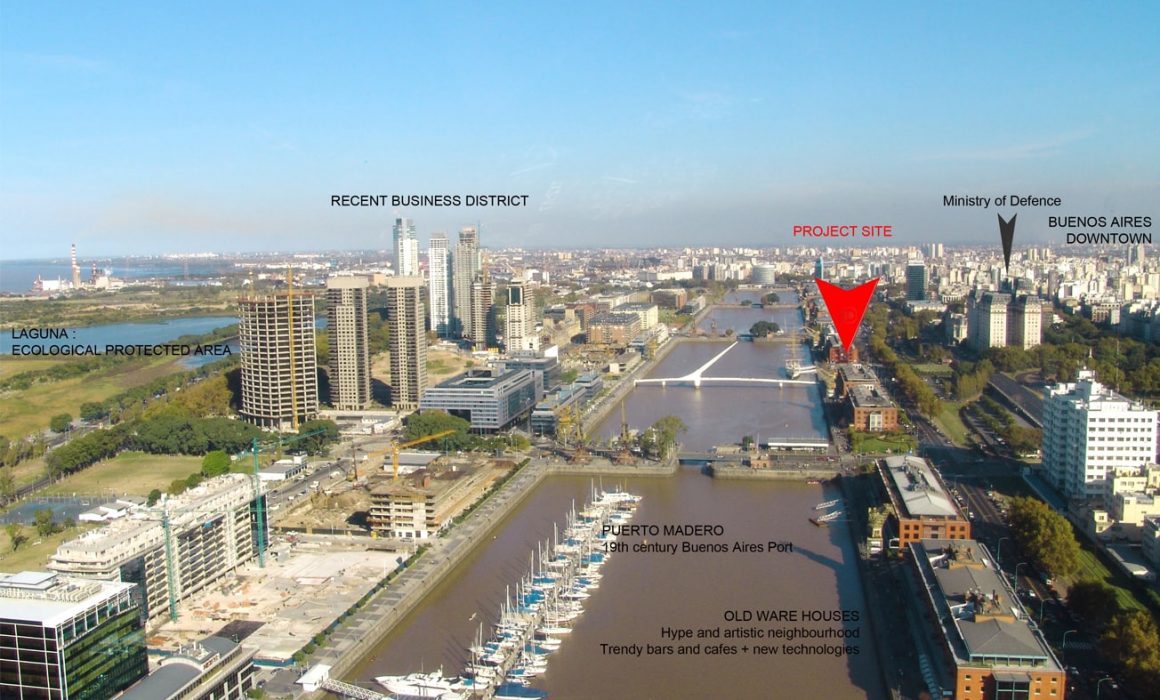 RECENT BUSINESS DISTRICT
Ministry of Defence
PROJECT SITE
BUENOS AIRES
DOWNTOWN
LAGUNA :
ECOLOGICAL PROTECTED AREA
PUERTO MADERO
19th century Buenos Aires Port
OLD WARE HOUSES
Hype and artistic neighbourhood
Trendy bars and cafes + new technologies